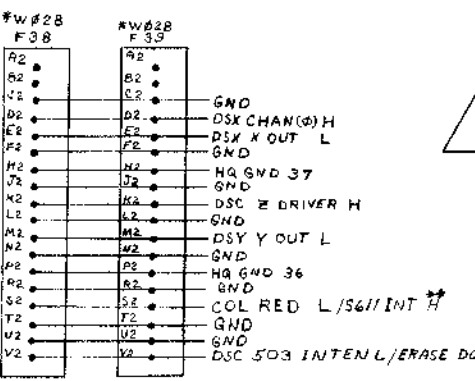 *WØ28 *WØ28
F38 F39
A2 A2
B2 B2
C2 C2 GND
D2 D2 DSX CHAN(Ø) H
E2 E2 DSX X OUT L
F2 F2 GND
H2 H2 HQ GND 37
J2 J2 GND
K2 K2 DSC Z DRIVER H
L2 L2 GND
M2 M2 DSY Y OUT L
N2 N2 GND
P2 P2 HQ GND 36
R2 R2 GND
S2 S2 COL RED L/S611 INT H**
T2 T2 GND
U2 U2 GND
V2 V2 DSC 503 INTEN L/ERASE